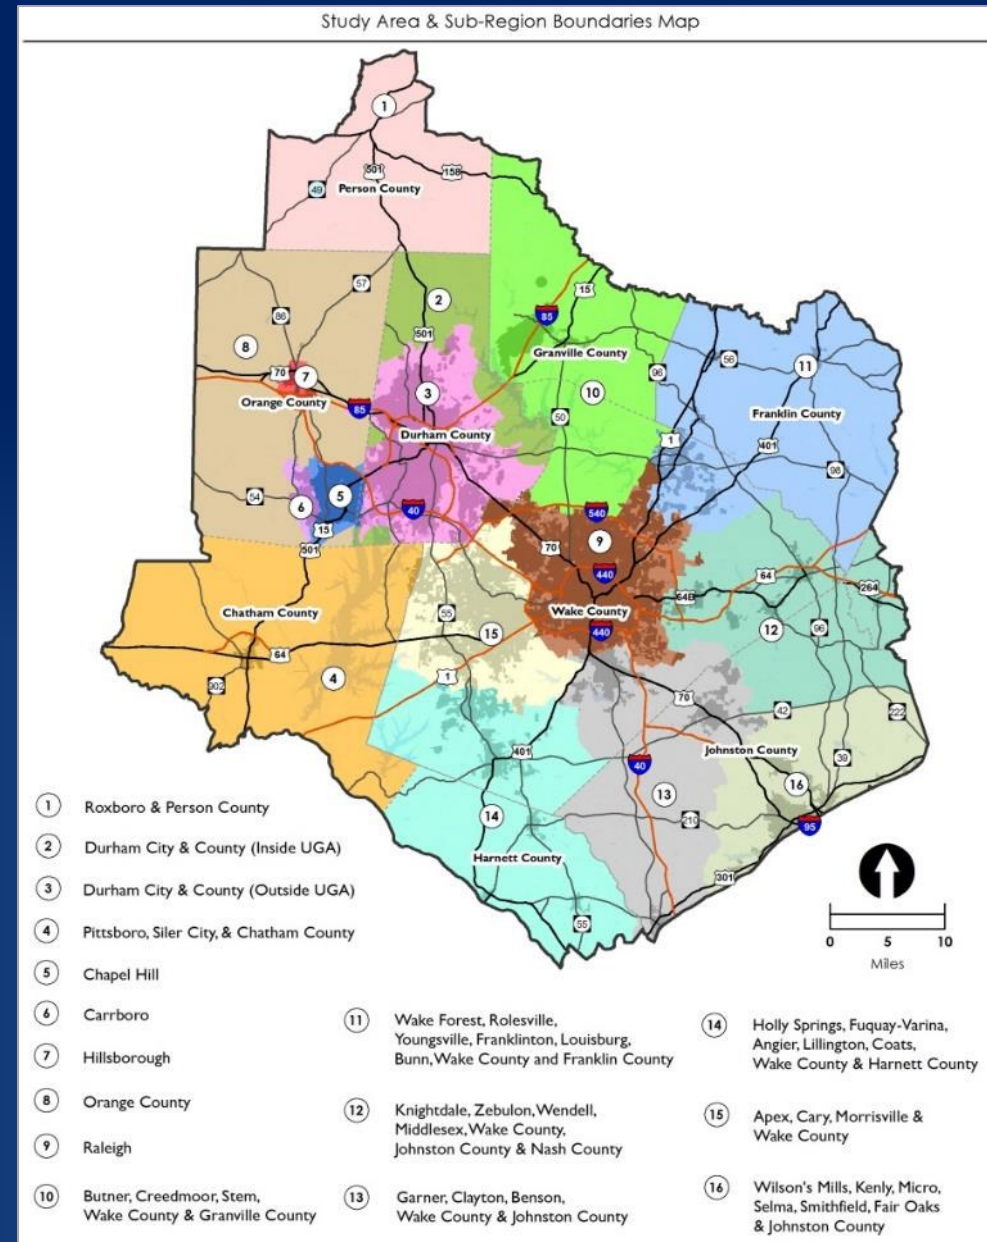 Study Area & Sub-Region Boundaries Map
1
501
158
49
Person County
57
2
15
85
86
501
8
Granville County
56
11
96
70
7
3
10
Orange County
85
50
Franklin County
Durham County
1
401
98
54
5
6
40
540
15
9
70
501
440
64
264
64B
Chatham County
55
Wake County
15
440
12
96
64
4
1
902
70
42
222
401
Johnston County
39
40
13
16
14
210
95
Harnett County
301
55
0 5 10
Miles
1 Roxboro & Person County
2 Durham City & County (Inside UGA)
3 Durham City & County (Outside UGA)
4 Pittsboro, Siler City, & Chatham County
5 Chapel Hill
6 Carrboro
7 Hillsborough
8 Orange County
9 Raleigh
10 Butner, Creedmoor, Stem,
Wake County & Granville County
11 Wake Forest, Rolesville,
Youngsville, Franklinton, Louisburg,
Bunn, Wake County and Franklin County
12 Knightdale, Zebulon, Wendell,
Middlesex, Wake County,
Johnston County & Nash County
13 Garner, Clayton, Benson,
Wake County & Johnston County
14 Holly Springs, Fuquay-Varina,
Angier, Lillington, Coats,
Wake County & Harnett County
15 Apex, Cary, Morrisville &
Wake County
16 Wilson's Mills, Kenly, Micro,
Selma, Smithfield, Fair Oaks
& Johnston County